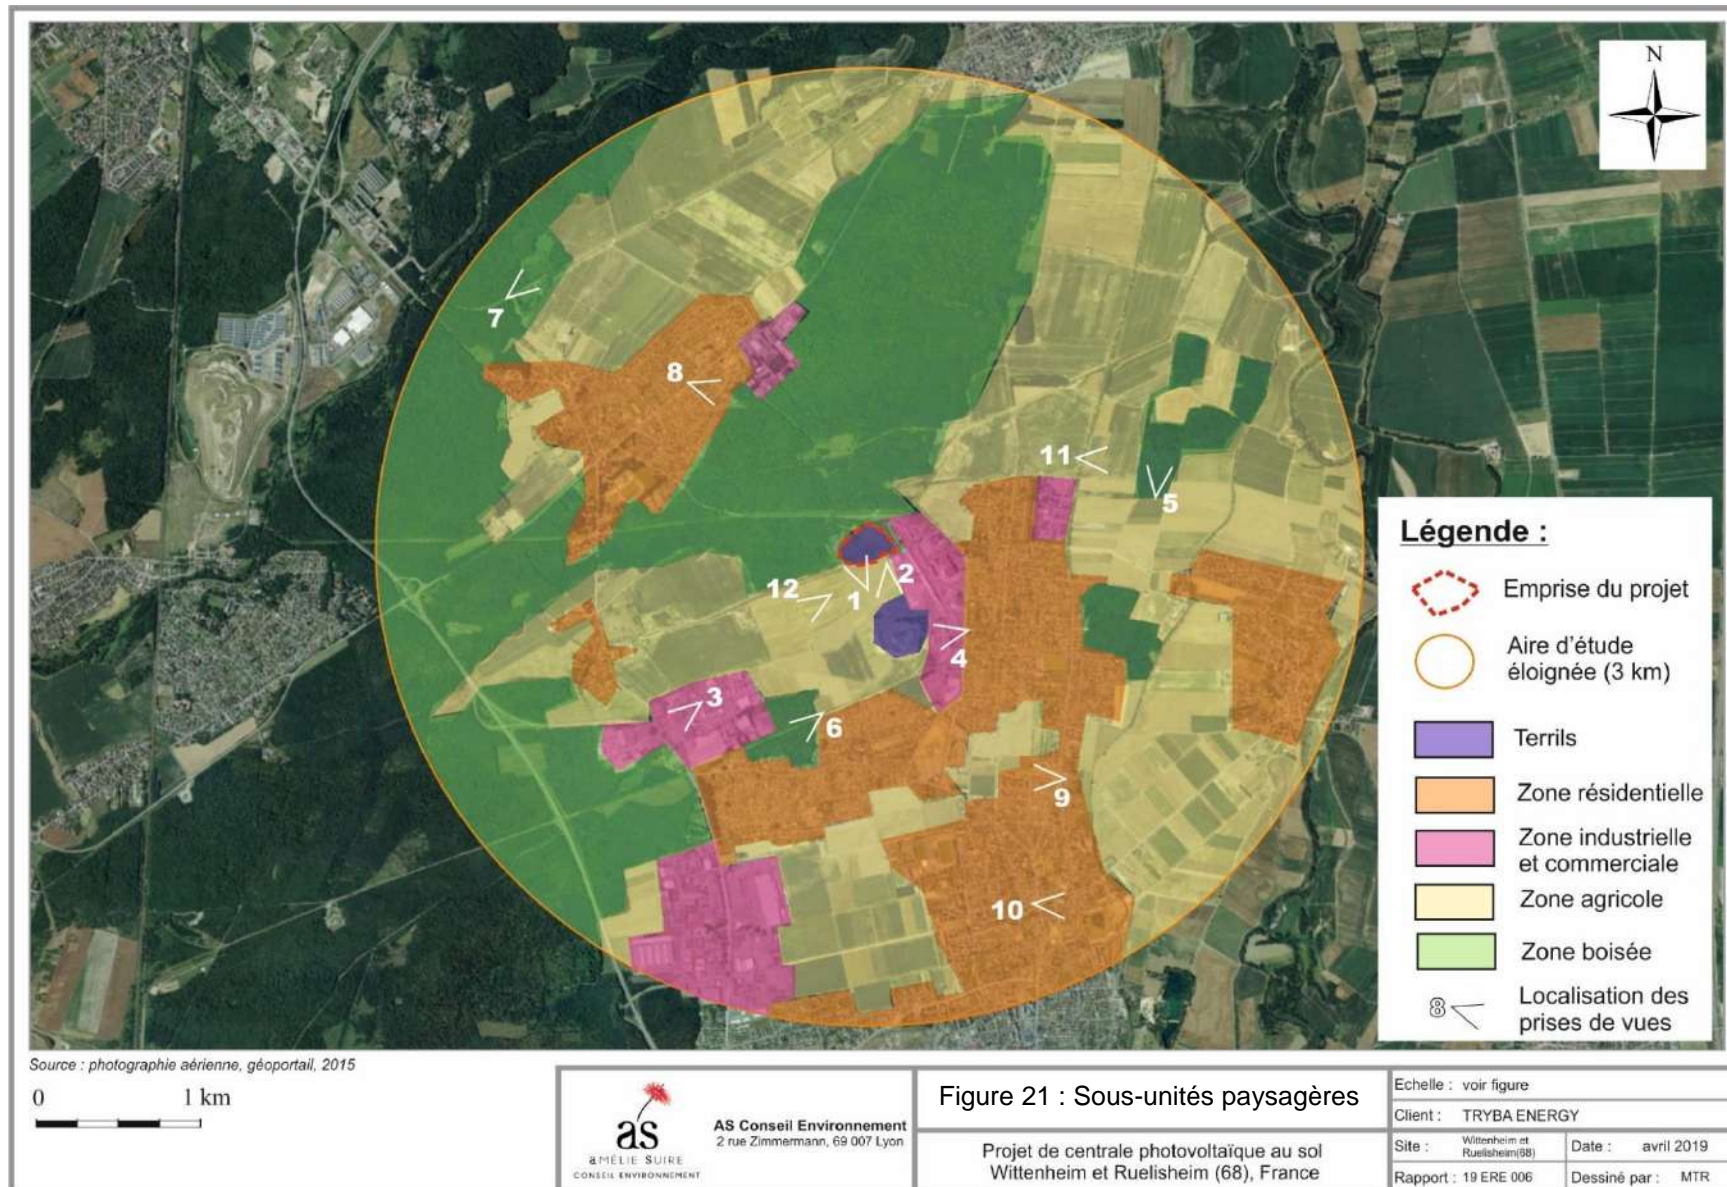 N
7
8
11
5
12
1
2
4
3
6
9
10
Légende :
Emprise du projet
Aire d'étude
éloignée (3 km)
Terrils
Zone résidentielle
Zone industrielle
et commerciale
Zone agricole
Zone boisée
8
Localisation des
prises de vues
Source : photographie aérienne, géoportail, 2015
0 1 km
as
AMÉLIE SUIRE
CONSEIL ENVIRONNEMENT
AS Conseil Environnement
2 rue Zimmermann, 69 007 Lyon
Figure 21 : Sous-unités paysagères
Projet de centrale photovoltaïque au sol
Wittenheim et Ruelisheim (68), France
Echelle : voir figure
Client : TRYBA ENERGY
Site : Wittenheim et
Ruelisheim(68)
Date : avril 2019
Rapport : 19 ERE 006
Dessiné par : MTR